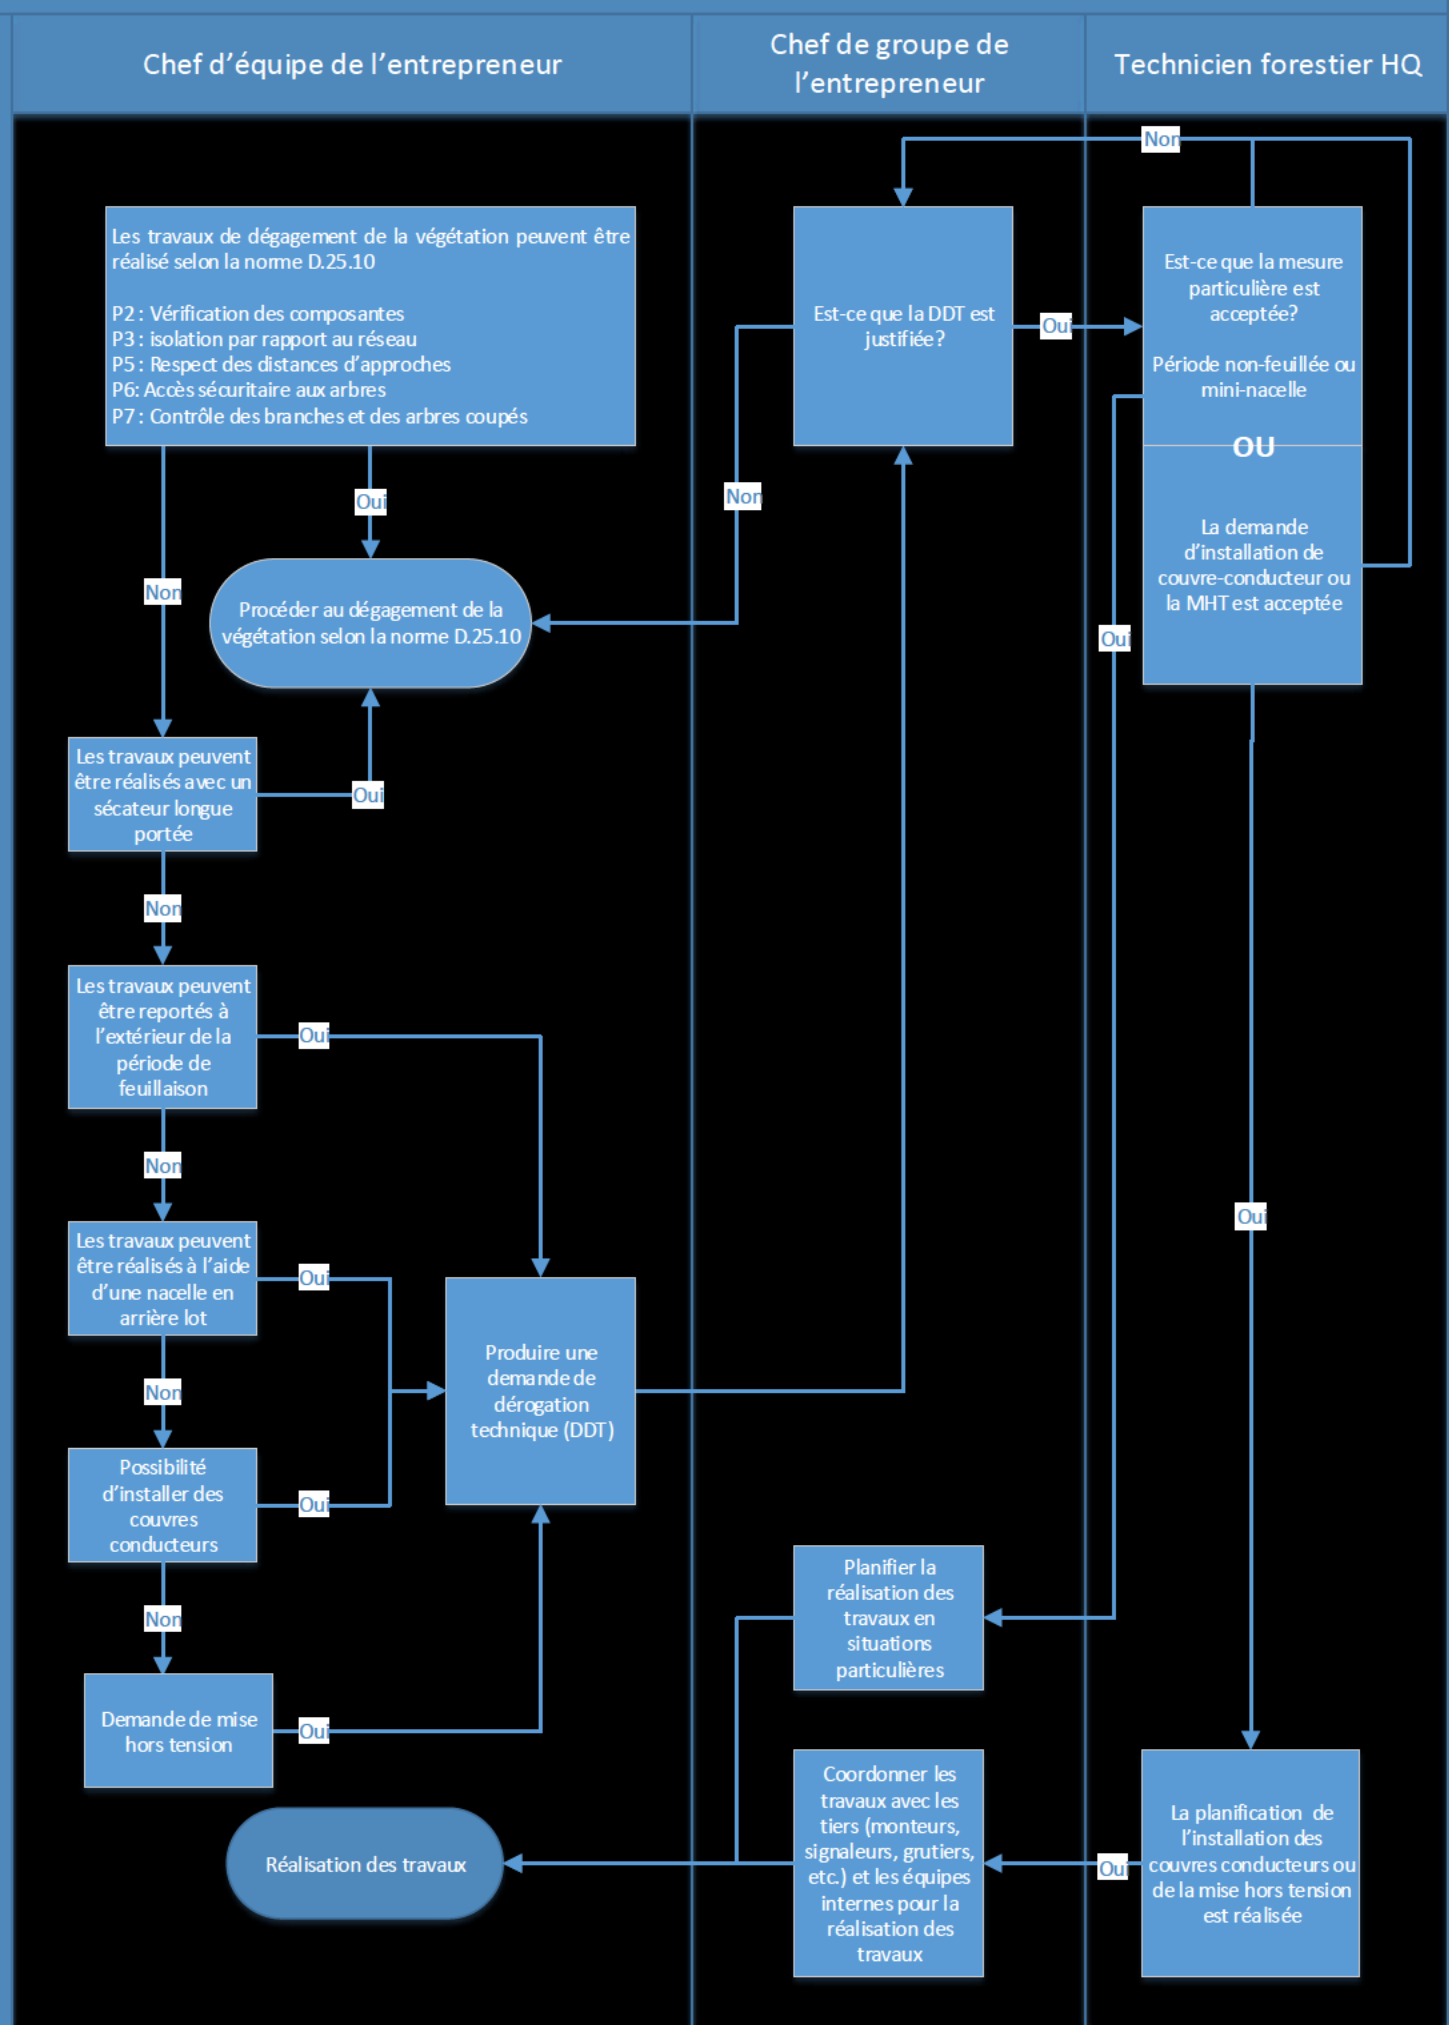 Chef d'équipe de l'entrepreneur
Chef de groupe de
l'entrepreneur
Technicien forestier HQ
Non
Les travaux de dégagement de la végétation peuvent être
réalisé selon la norme D.25.10
P2 : Vérification des composantes
P3 : isolation par rapport au réseau
P5 : Respect des distances d'approches
P6: Accès sécuritaire aux arbres
P7 : Contrôle des branches et des arbres coupés
Est-ce que la DDT est
justifiée?
Oui
Est-ce que la mesure
particulière est
acceptée?
Période non-feuillée ou
mini-nacelle
OU
La demande
d'installation de
couvre-conducteur ou
la MHT est acceptée
Oui
Non
Non
Procéder au dégagement de la
végétation selon la norme D.25.10
Oui
Les travaux peuvent
être réalisés avec un
sécateur longue
portée
Oui
Non
Les travaux peuvent
être reportés à
l'extérieur de la
période de
feuillaison
Oui
Non
Oui
Les travaux peuvent
être réalisés à l'aide
d'une nacelle en
arrière lot
Oui
Produire une
demande de
dérogation
technique (DDT)
Non
Possibilité
d'installer des
couvres
conducteurs
Oui
Non
Planifier la
réalisation des
travaux en
situations
particulières
Demande de mise
hors tension
Oui
Coordonner les
travaux avec les
tiers (monteurs,
signaleurs, grutiers,
etc.) et les équipes
internes pour la
réalisation des
travaux
Oui
La planification de
l'installation des
couvres conducteurs ou
de la mise hors tension
est réalisée
Réalisation des travaux